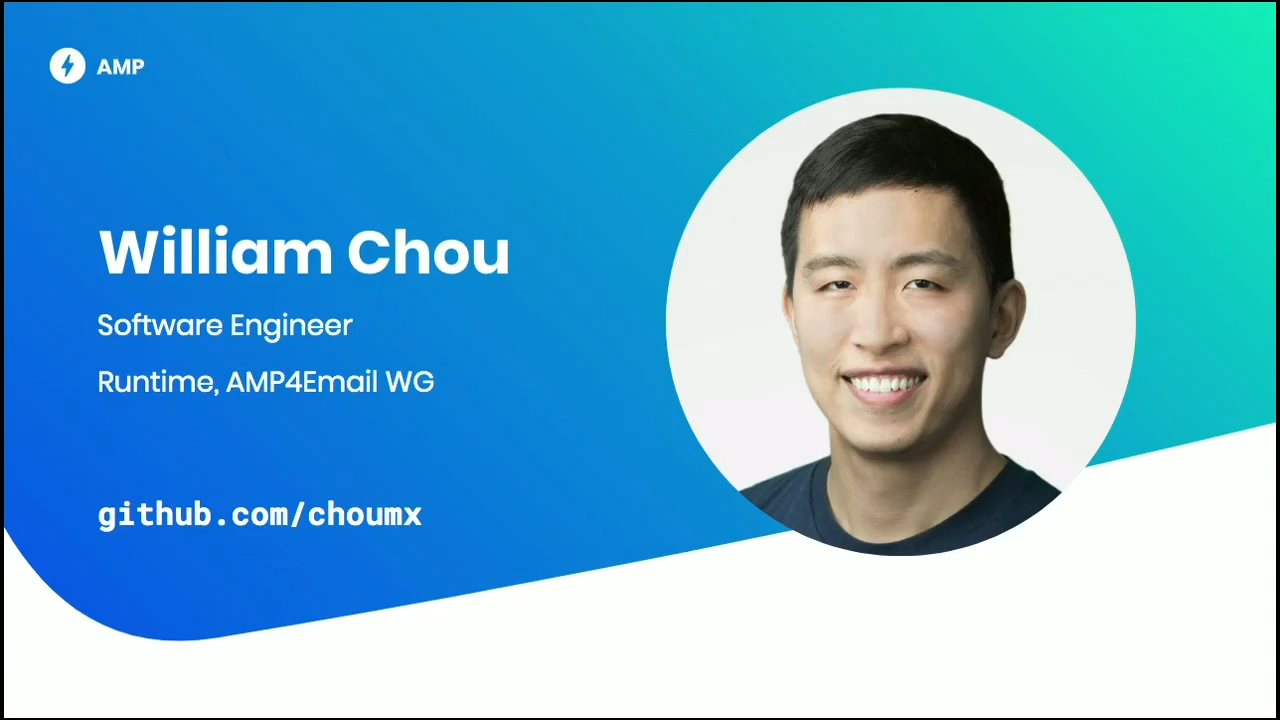 AMP
William Chou
Software Engineer
Runtime, AMP4Email WG
github.com/choumx